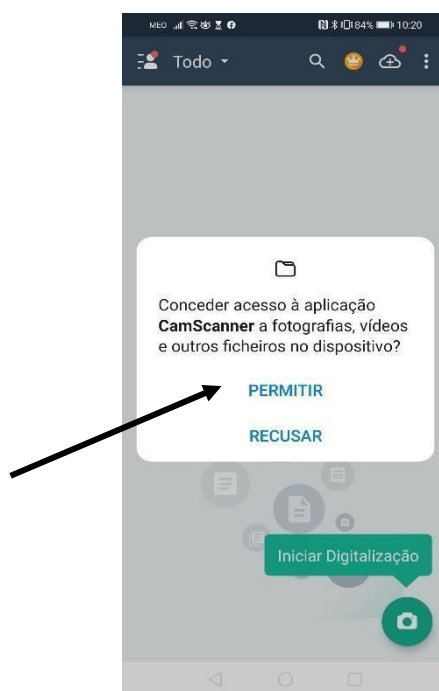 MEO 84% 10:20
Todo
Conceder acesso à aplicação
CamScanner a fotografias, vídeos
e outros ficheiros no dispositivo?
PERMITIR
RECUSAR
Iniciar Digitalização